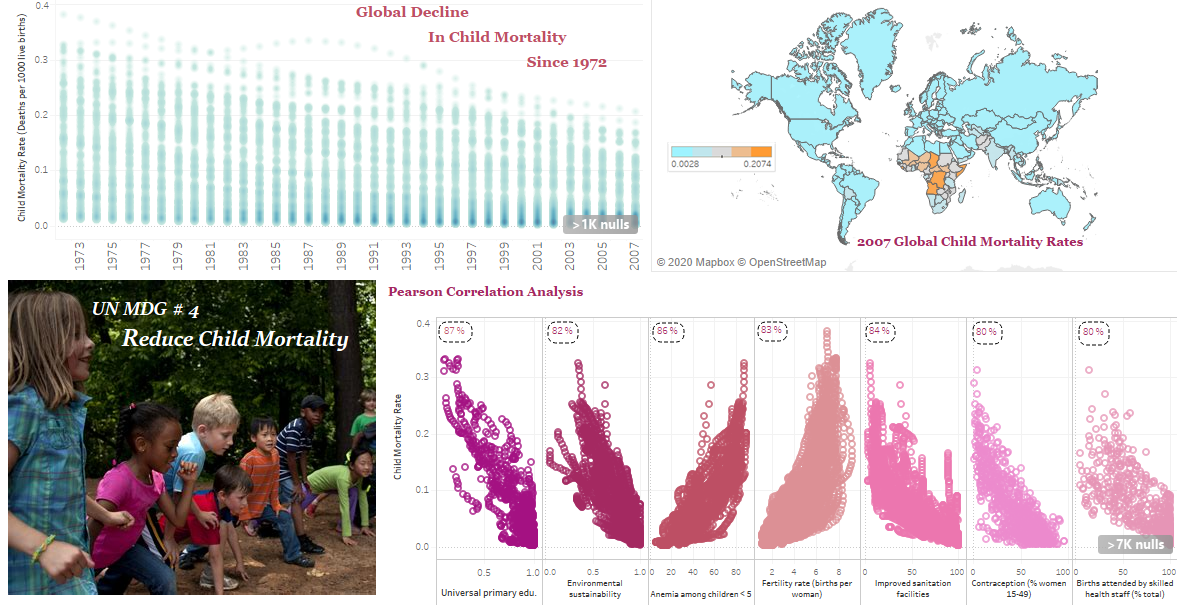 Global Decline
In Child Mortality
Since 1972
Child Mortality Rate (Deaths per 1000 live births)
0.4
0.3
0.2
0.1
0.0
>1K nulls
1973
1975
1977
1979
1981
1983
1985
1987
1989
1991
1993
1995
1997
1999
2001
2003
2005
2007
0.0028
0.2074
2007 Global Child Mortality Rates
© 2020 Mapbox © OpenStreetMap
UN MDG # 4
Reduce Child Mortality
Pearson Correlation Analysis
87 %
82 %
86 %
83 %
84 %
80 %
80 %
Child Mortality Rate
0.4
0.3
0.2
0.1
0.0
>7K nulls
0.5 1.0
0.0 0.5 1.0
0 20 40 60 80
2 4 6 8
0 50 100
0 50 100
0 50 100
Universal primary edu.
Environmental
sustainability
Anemia among children < 5
Fertility rate (births per
woman)
Improved sanitation
facilities
Contraception (% women
15-49)
Births attended by skilled
health staff (% total)